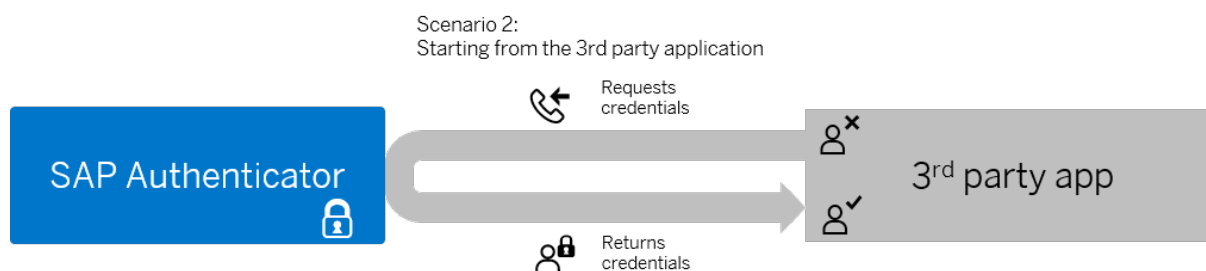 Scenario 2:
Starting from the 3rd party application
Requests
credentials
SAP Authenticator
3rd party app
Returns
credentials